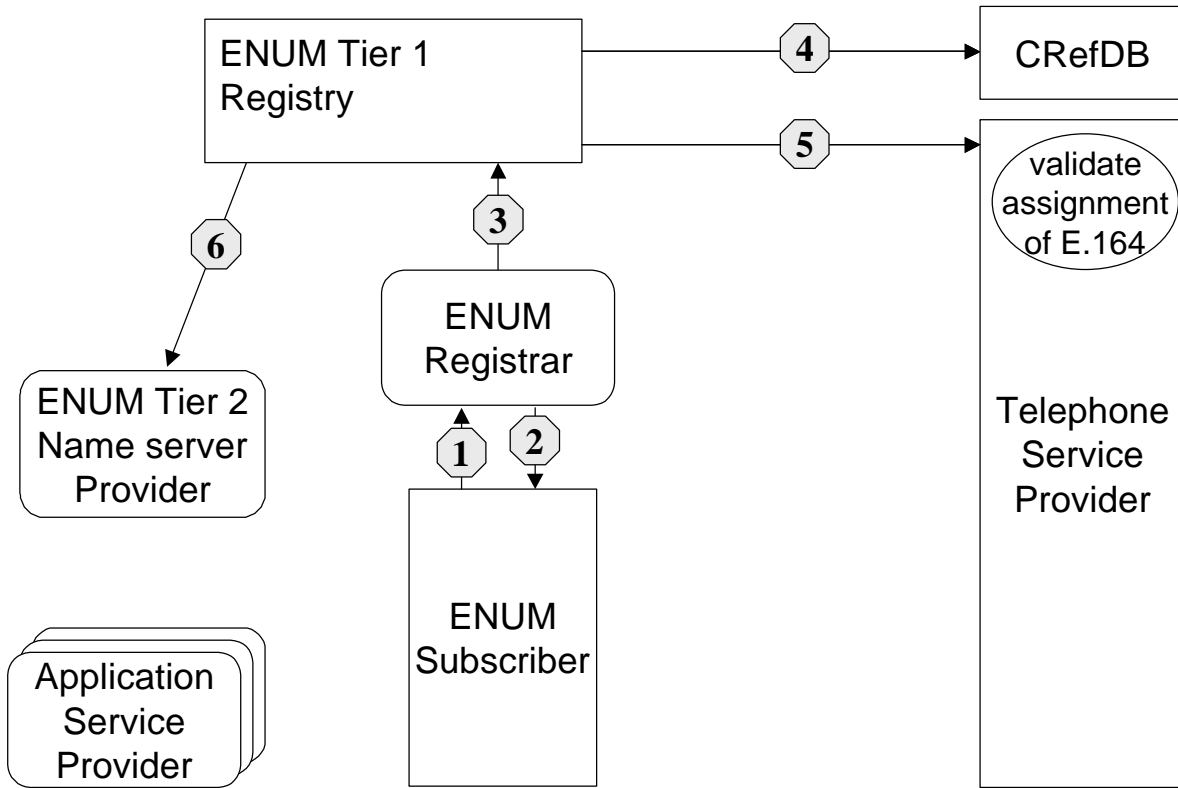 ENUM Tier 1
Registry
4
CRefDB
5
validate
assignment
of E.164
3
6
ENUM
Registrar
ENUM Tier 2
Name server
Provider
1
2
Telephone
Service
Provider
ENUM
Subscriber
Application
Service
Provider